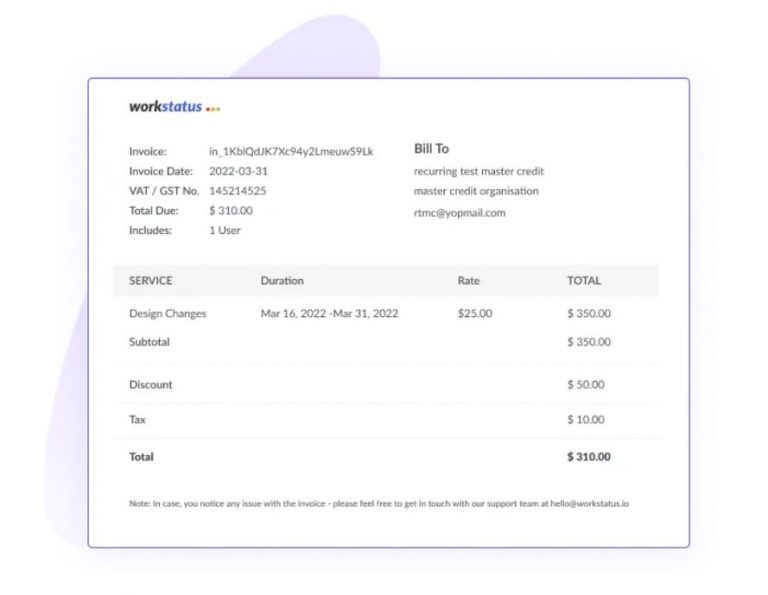 workstatus
Invoice: in_1KblQdJK7Xc94y2LmeuwS9Lk
Invoice Date: 2022-03-31
VAT / GST No. 145214525
Total Due: $ 310.00
Includes: 1 User
Bill To
recurring test master credit
master credit organisation
rtmc@yopmail.com
SERVICE Duration Rate TOTAL
Design Changes Mar 16, 2022 -Mar 31, 2022 $25.00 $ 350.00
Subtotal $ 350.00
Discount $ 50.00
Tax $ 10.00
Total $ 310.00
Note: In case, you notice any issue with the invoice - please feel free to get in touch with our support team at hello@workstatus.io